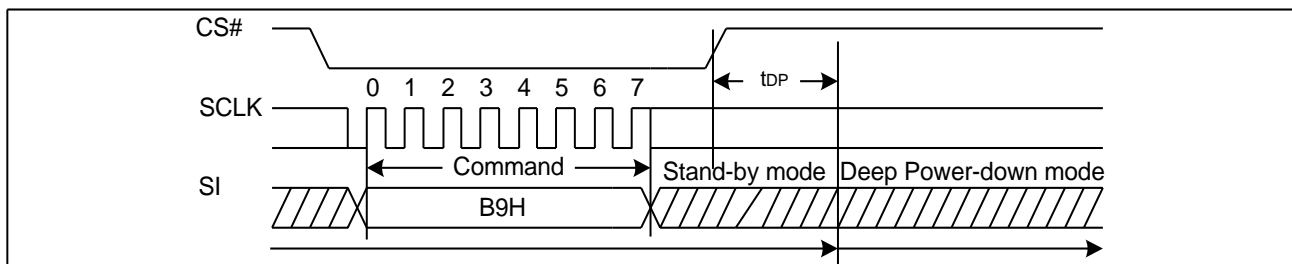 CS#
tDP
0 1 2 3 4 5 6 7
SCLK
Command
Stand-by mode Deep Power-down mode
SI
B9H